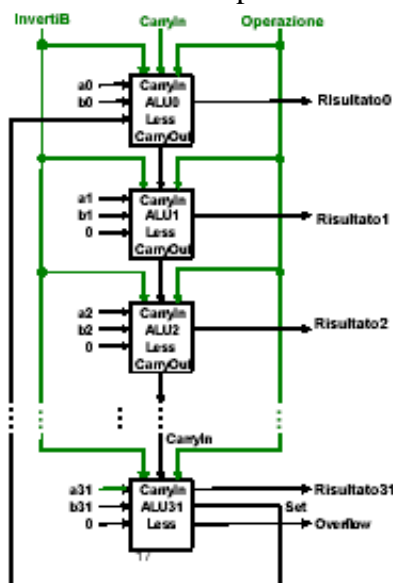 InvertiB CarryIn Operazione
a0 CarryIn
b0 ALU0 Risultato0
Less
CarryOut
a1 CarryIn
b1 ALU1 Risultato1
0 Less
CarryOut
a2 CarryIn
b2 ALU2 Risultato2
0 Less
CarryOut
CarryIn
a31 CarryIn Risultato31
b31 ALU31 Set
0 Less Overflow
17